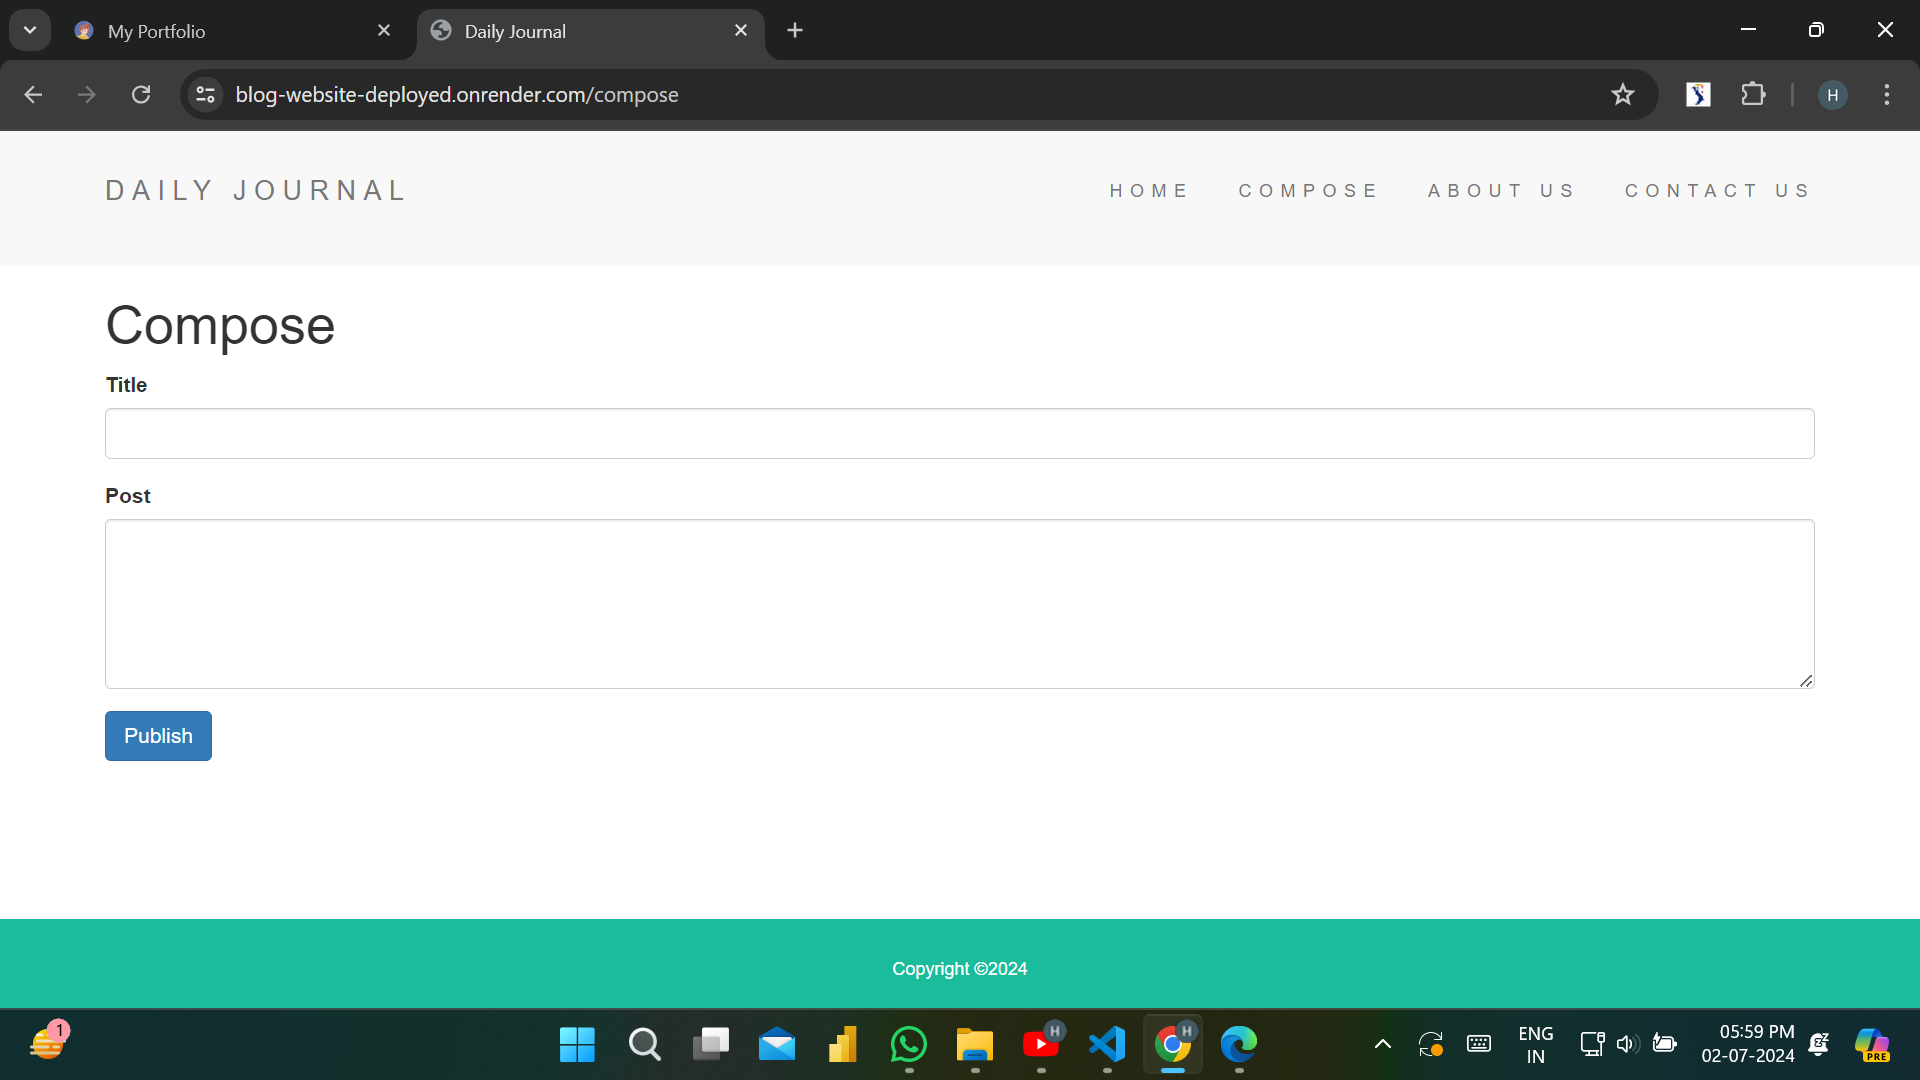 My Portfolio
Daily Journal
blog-website-deployed.onrender.com/compose
H
DAILY JOURNAL
HOME
COMPOSE
ABOUT US
CONTACT US
Compose
Title
Post
Publish
Copyright ©2024
1
H
H
ENG
IN
05:59 PM
02-07-2024
PRE